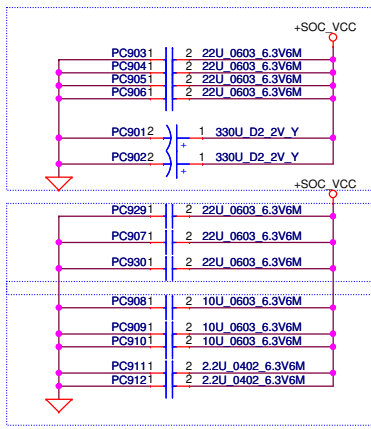 +SOC_VCC
PC903 1 2 22U_0603_6.3V6M
PC904 1 2 22U_0603_6.3V6M
PC905 1 2 22U_0603_6.3V6M
PC906 1 2 22U_0603_6.3V6M
PC901 2 1 330U_D2_2V_Y
+
PC902 2 1 330U_D2_2V_Y
+
+SOC_VCC
PC929 1 2 22U_0603_6.3V6M
PC907 1 2 22U_0603_6.3V6M
PC930 1 2 22U_0603_6.3V6M
PC908 1 2 10U_0603_6.3V6M
PC909 1 2 10U_0603_6.3V6M
PC910 1 2 10U_0603_6.3V6M
PC911 1 2 2.2U_0402_6.3V6M
PC912 1 2 2.2U_0402_6.3V6M